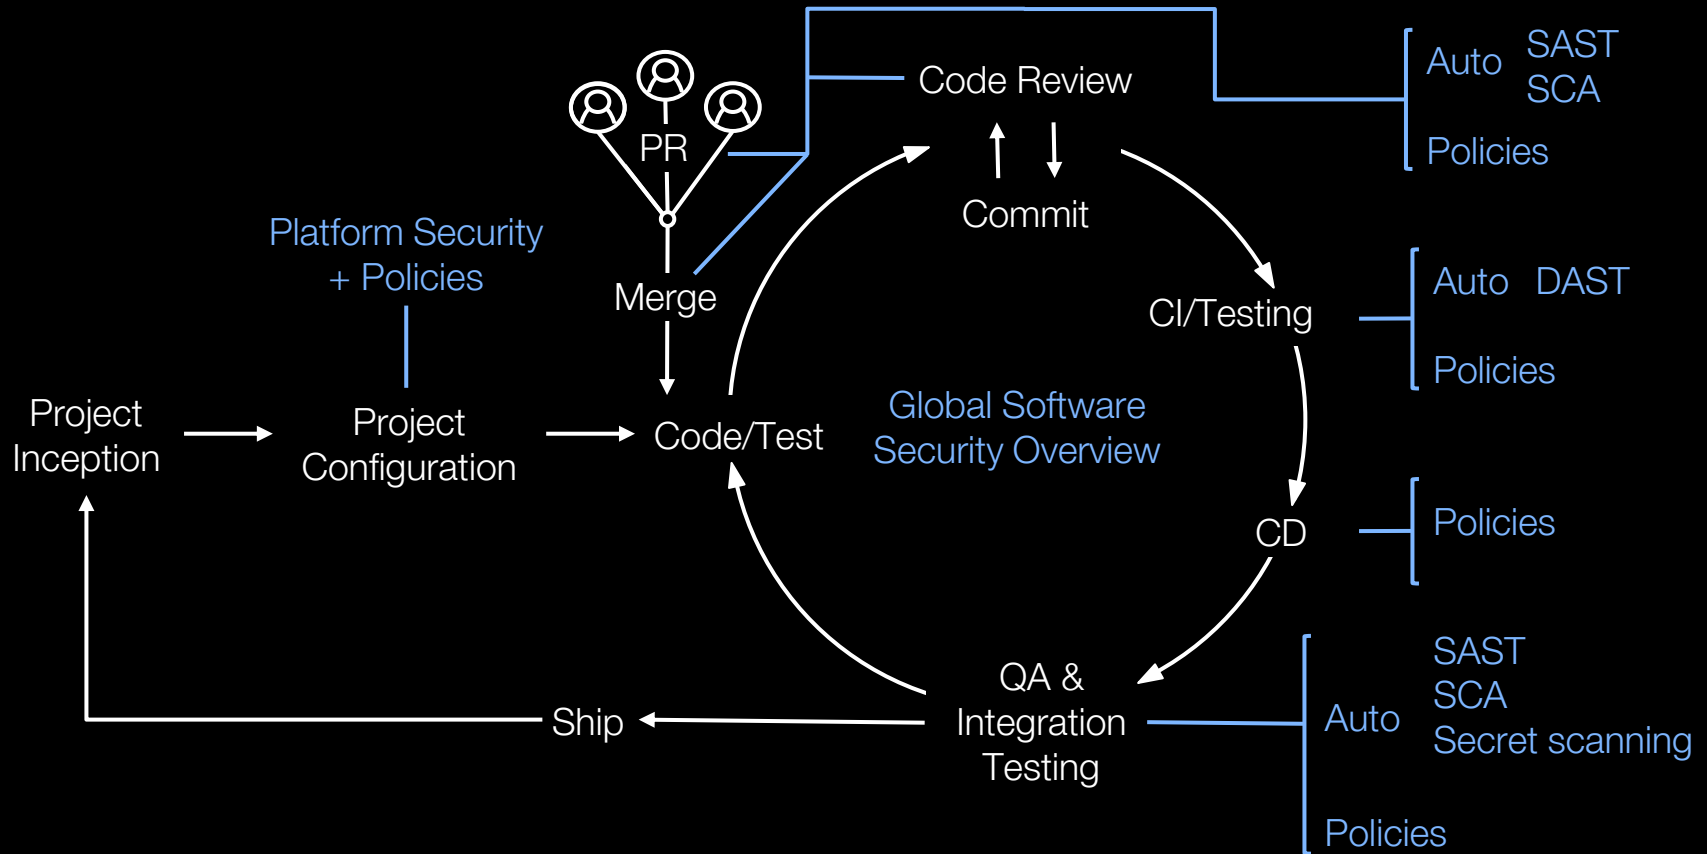 Code Review
Auto
SAST
SCA
Policies
PR
Commit
Platform Security
+ Policies
Merge
CI/Testing
Auto DAST
Policies
Project
Inception
Project
Configuration
Code/Test
Global Software
Security Overview
CD
Policies
Ship
QA &
Integration
Testing
Auto
SAST
SCA
Secret scanning
Policies